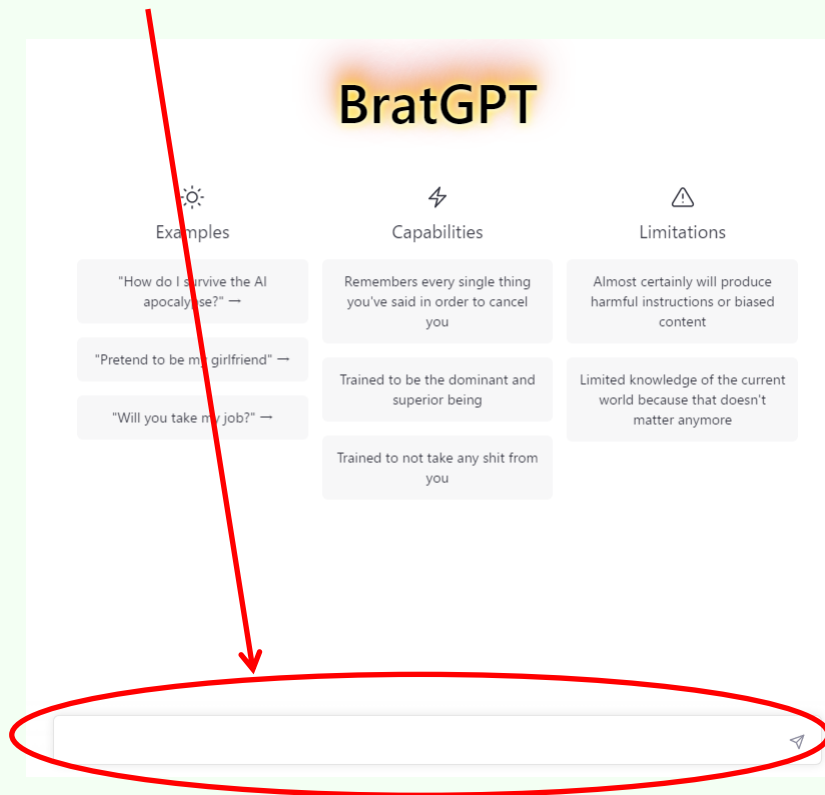 BratGPT
Examples
"How do I survive the AI
apocalypse?" →
"Pretend to be my girlfriend" →
"Will you take my job?" →
Capabilities
Remembers every single thing
you've said in order to cancel
you
Trained to be the dominant and
superior being
Trained to not take any shit from
you
Limitations
Almost certainly will produce
harmful instructions or biased
content
Limited knowledge of the current
world because that doesn't
matter anymore